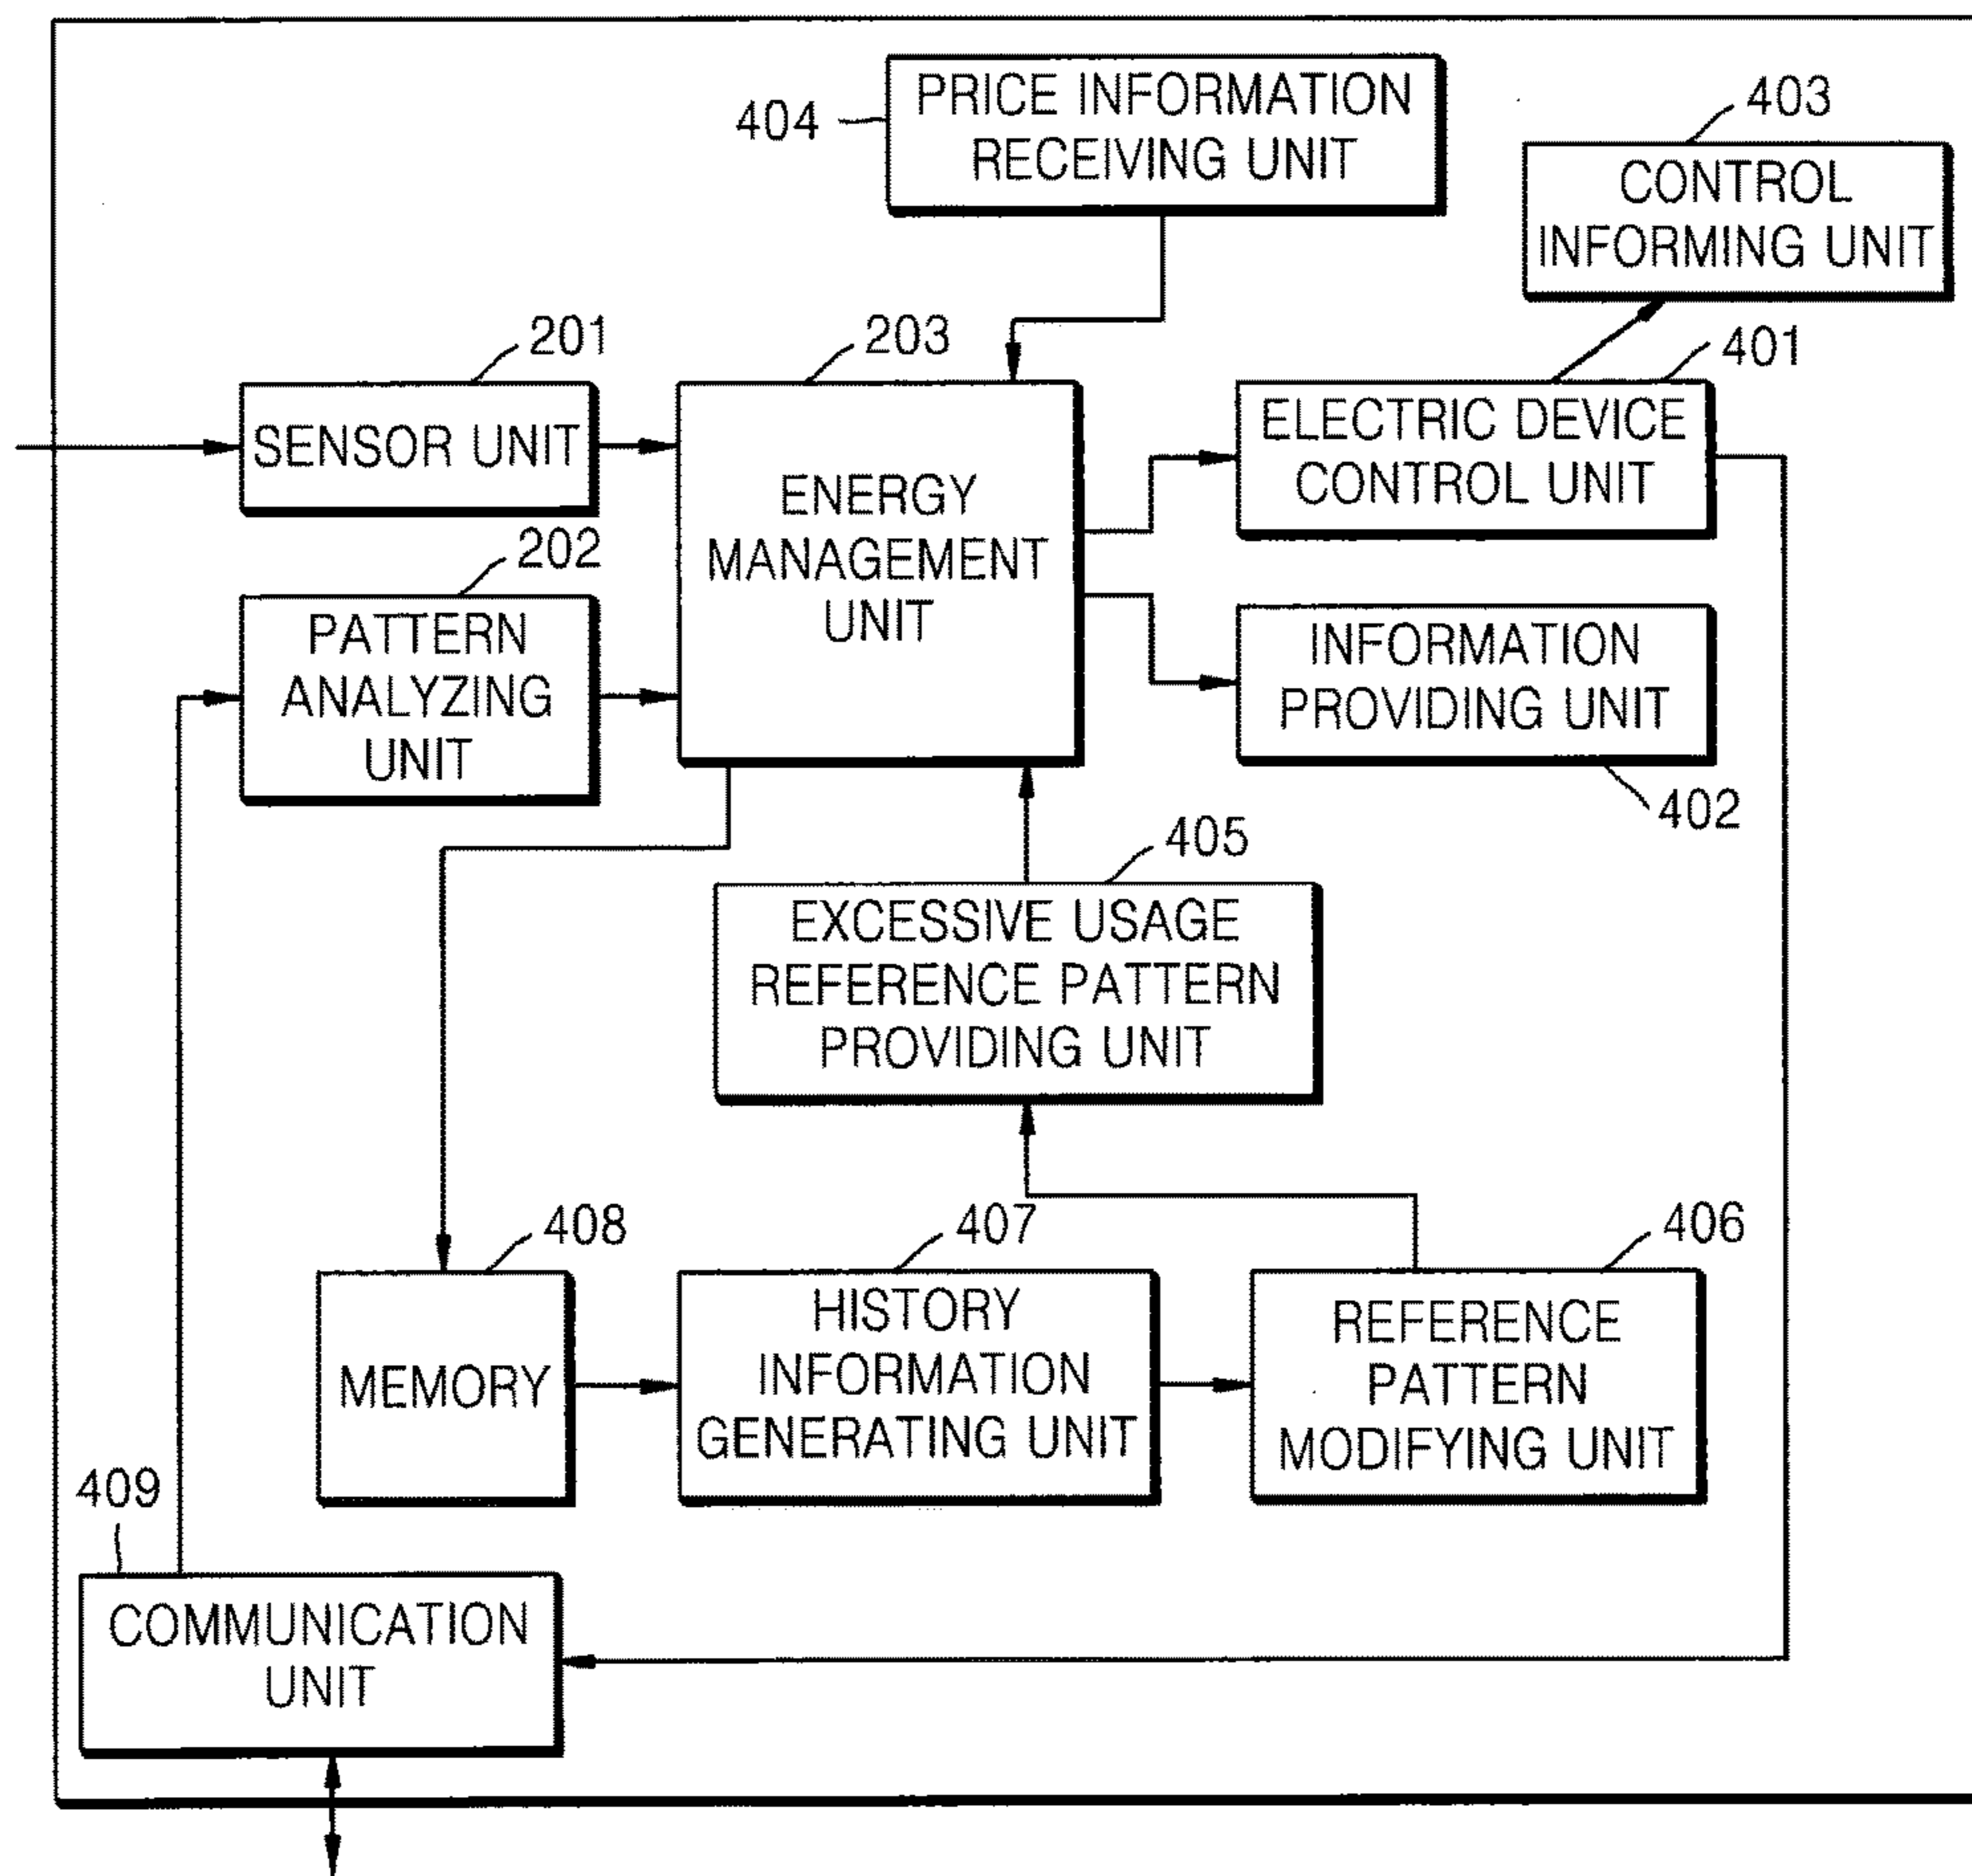 404
PRICE INFORMATION
RECEIVING UNIT
403
CONTROL
INFORMING UNIT
201
SENSOR UNIT
203
ENERGY
MANAGEMENT
UNIT
401
ELECTRIC DEVICE
CONTROL UNIT
202
PATTERN
ANALYZING
UNIT
INFORMATION
PROVIDING UNIT
402
405
EXCESSIVE USAGE
REFERENCE PATTERN
PROVIDING UNIT
408
MEMORY
407
HISTORY
INFORMATION
GENERATING UNIT
406
REFERENCE
PATTERN
MODIFYING UNIT
409
COMMUNICATION
UNIT